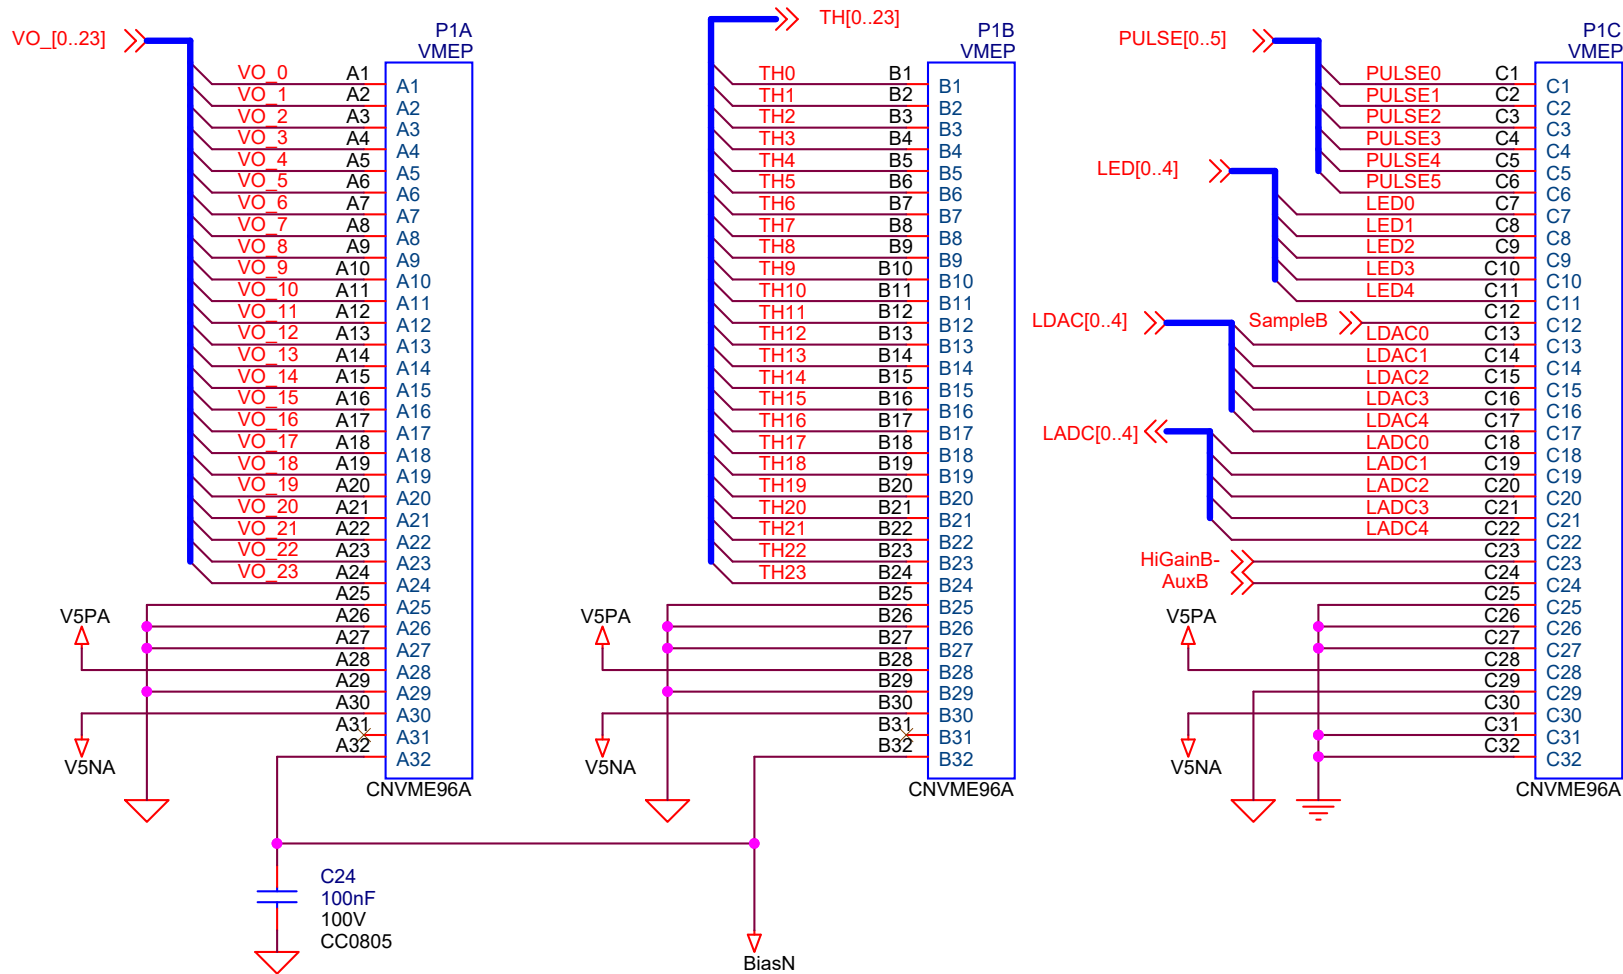 VO_[0..23]
P1A
VMEP
VO_0 A1 A1
VO_1 A2 A2
VO_2 A3 A3
VO_3 A4 A4
VO_4 A5 A5
VO_5 A6 A6
VO_6 A7 A7
VO_7 A8 A8
VO_8 A9 A9
VO_9 A10 A10
VO_10 A11 A11
VO_11 A12 A12
VO_12 A13 A13
VO_13 A14 A14
VO_14 A15 A15
VO_15 A16 A16
VO_16 A17 A17
VO_17 A18 A18
VO_18 A19 A19
VO_19 A20 A20
VO_20 A21 A21
VO_21 A22 A22
VO_22 A23 A23
VO_23 A24 A24
A25 A25
V5PA A26 A26
A27 A27
A28 A28
A29 A29
A30 A30
A31 A31
V5NA A32 A32
CNVME96A
C24
100nF
100V
CC0805
TH[0..23]
P1B
VMEP
TH0 B1 B1
TH1 B2 B2
TH2 B3 B3
TH3 B4 B4
TH4 B5 B5
TH5 B6 B6
TH6 B7 B7
TH7 B8 B8
TH8 B9 B9
TH9 B10 B10
TH10 B11 B11
TH11 B12 B12
TH12 B13 B13
TH13 B14 B14
TH14 B15 B15
TH15 B16 B16
TH16 B17 B17
TH17 B18 B18
TH18 B19 B19
TH19 B20 B20
TH20 B21 B21
TH21 B22 B22
TH22 B23 B23
TH23 B24 B24
B25 B25
V5PA B26 B26
B27 B27
B28 B28
B29 B29
B30 B30
B31 B31
V5NA B32 B32
CNVME96A
BiasN
PULSE[0..5]
P1C
VMEP
PULSE0 C1 C1
PULSE1 C2 C2
PULSE2 C3 C3
PULSE3 C4 C4
LED[0..4] PULSE4 C5 C5
PULSE5 C6 C6
LED0 C7 C7
LED1 C8 C8
LED2 C9 C9
LED3 C10 C10
LED4 C11 C11
LDAC[0..4] SampleB C12 C12
LDAC0 C13 C13
LDAC1 C14 C14
LDAC2 C15 C15
LDAC3 C16 C16
LDAC4 C17 C17
LADC[0..4] LADC0 C18 C18
LADC1 C19 C19
LADC2 C20 C20
LADC3 C21 C21
LADC4 C22 C22
HiGainB- C23 C23
AuxB C24 C24
C25 C25
V5PA C26 C26
C27 C27
C28 C28
C29 C29
C30 C30
C31 C31
V5NA C32 C32
CNVME96A